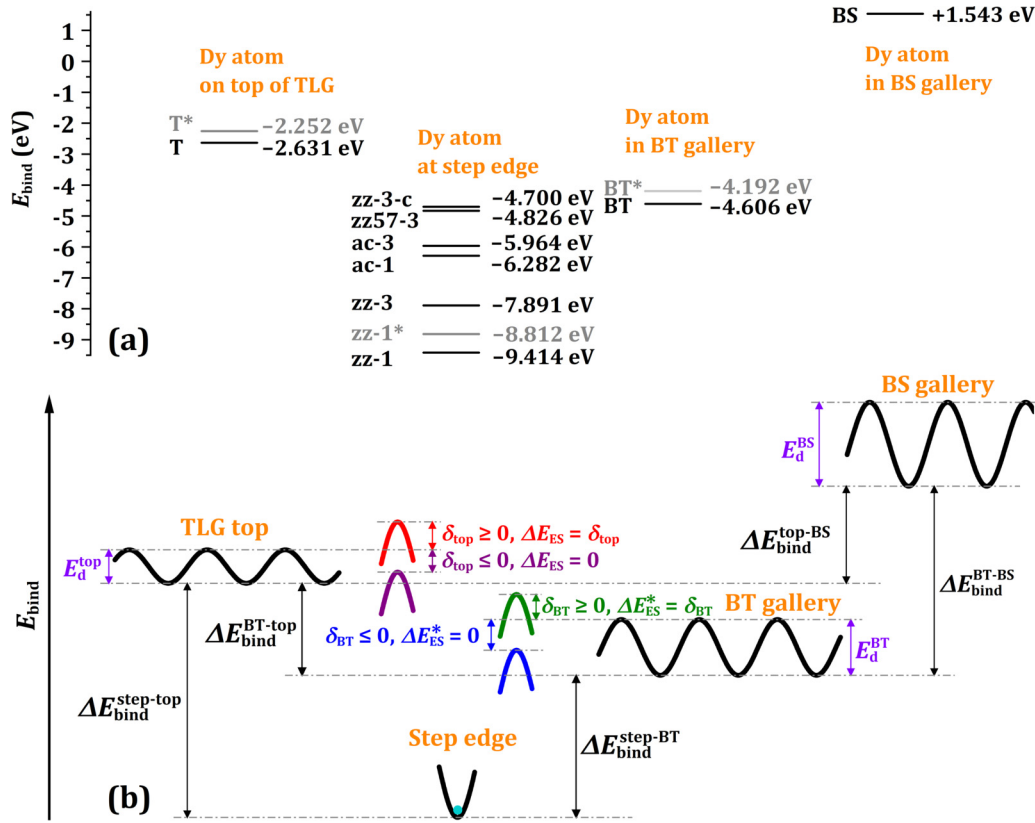 1
0
-1
-2
-3
-4
-5
-6
-7
-8
-9
E_bind (eV)
Dy atom
on top of TLG
T* −2.252 eV
T −2.631 eV
Dy atom
at step edge
zz-3-c −4.700 eV
zz57-3 −4.826 eV
ac-3 −5.964 eV
ac-1 −6.282 eV
zz-3 −7.891 eV
zz-1* −8.812 eV
zz-1 −9.414 eV
Dy atom
in BT gallery
BT* −4.192 eV
BT −4.606 eV
BS +1.543 eV
Dy atom
in BS gallery
(a)
E_bind
TLG top
E_d^top
δ_top ≥ 0, ΔE_ES = δ_top
δ_top ≤ 0, ΔE_ES = 0
δ_BT ≥ 0, ΔE_ES^* = δ_BT
δ_BT ≤ 0, ΔE_ES^* = 0
BS gallery
E_d^BS
ΔE_bind^top-BS
ΔE_bind^BT-BS
BT gallery
E_d^BT
ΔE_bind^BT-top
ΔE_bind^step-top
ΔE_bind^step-BT
Step edge
(b)